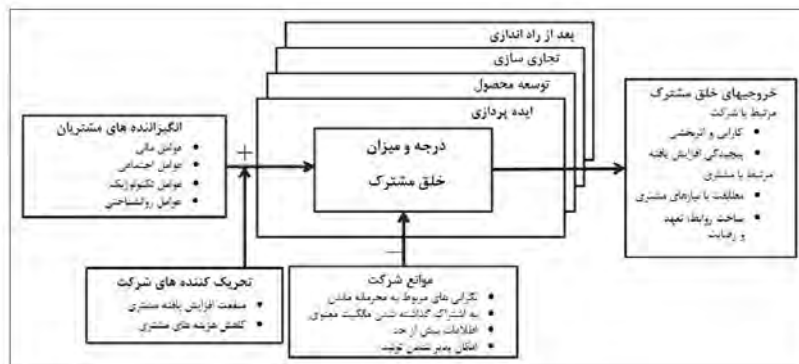 بعد از راه اندازی
تجاری سازی
توسعه محصول
ایده پردازی
درجه و میزان
خلق مشترک
انگیزاننده های مشتریان
عوامل مالی
عوامل اجتماعی
عوامل تکنولوژیک
عوامل روانشناختی
+
تحریک کننده های شرکت
منفعت افزایش یافته مشتری
کاهش هزینه های مشتری
–
موانع شرکت
نگرانی های مربوط به محرمانه ماندن
به اشتراک گذاشته شدن مالکیت معنوی
اطلاعات بیش از حد
امکان پذیر نشدن تولید
خروجیهای خلق مشترک
مرتبط با شرکت
کارایی و اثربخشی
پیچیدگی افزایش یافته
مرتبط با مشتری
مطابقت با نیازهای مشتری
ساخت روابط، تعهد
و رضایت